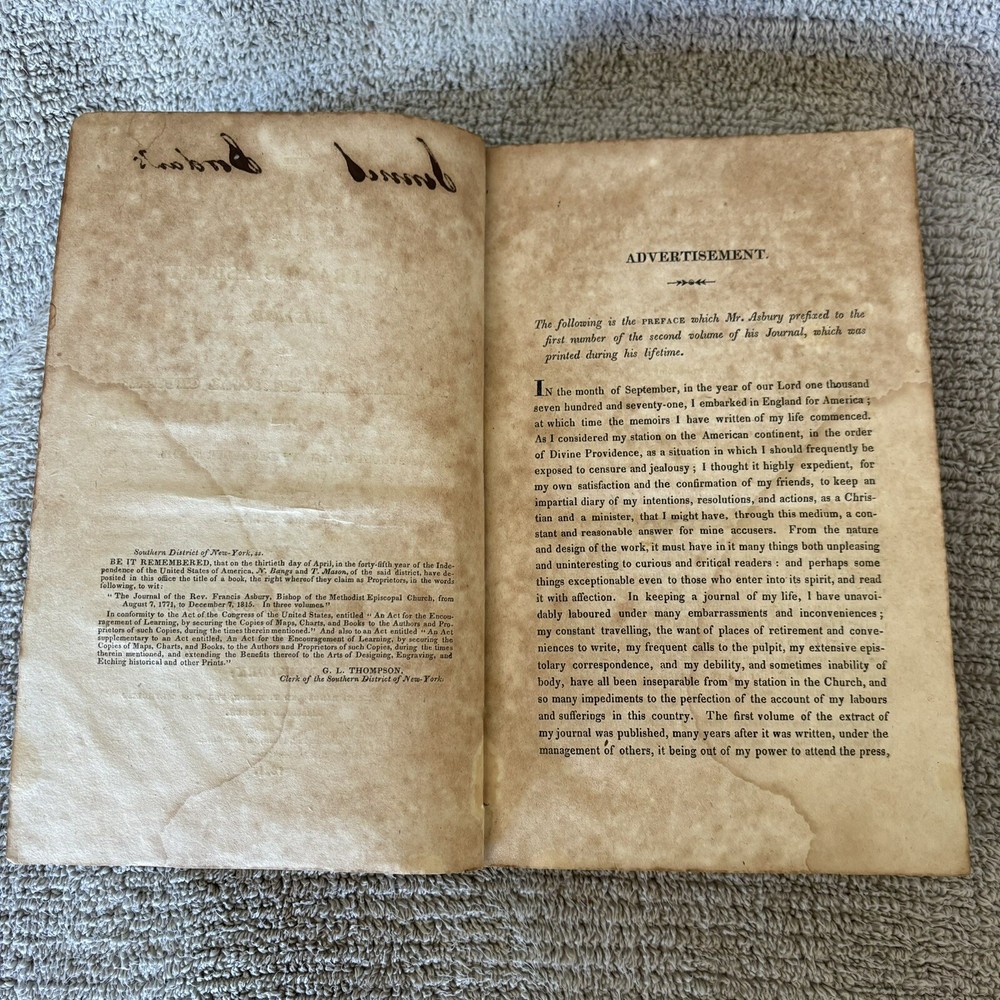 Southern District of New-York, ss.
BE IT REMEMBERED, that on the thirtieth day of April, in the forty-fifth year of the Inde-
pendence of the United States of America, N. Bangs and T. Mason, of the said district, have de-
posited in this office the title of a book, the right whereof they claim as Proprietors, in the words
following, to wit:
"The Journal of the Rev. Francis Asbury, Bishop of the Methodist Episcopal Church, from
August 7, 1771, to December 7, 1815. In three volumes."
In conformity to the Act of the Congress of the United States, entitled "An Act for the Encou-
ragement of Learning, by securing the Copies of Maps, Charts, and Books to the Authors and Pro-
prietors of such Copies, during the times therein mentioned." And also to an Act entitled "An Act
supplementary to an Act entitled, An Act for the Encouragement of Learning, by securing the
Copies of Maps, Charts, and Books, to the Authors and Proprietors of such Copies, during the times
therein mentioned, and extending the Benefits thereof to the Arts of Designing, Engraving, and
Etching historical and other Prints."
G. L. THOMPSON,
Clerk of the Southern District of New-York.
ADVERTISEMENT.
The following is the PREFACE which Mr. Asbury prefixed to the
first number of the second volume of his Journal, which was
printed during his lifetime.
IN the month of September, in the year of our Lord one thousand
seven hundred and seventy-one, I embarked in England for America;
at which time the memoirs I have written of my life commenced.
As I considered my station on the American continent, in the order
of Divine Providence, as a situation in which I should frequently be
exposed to censure and jealousy; I thought it highly expedient, for
my own satisfaction and the confirmation of my friends, to keep an
impartial diary of my intentions, resolutions, and actions, as a Chris-
tian and a minister, that I might have, through this medium, a con-
stant and reasonable answer for mine accusers. From the nature
and design of the work, it must have in it many things both unpleasing
and uninteresting to curious and critical readers: and perhaps some
things exceptionable even to those who enter into its spirit, and read
it with affection. In keeping a journal of my life, I have unavoi-
dably laboured under many embarrassments and inconveniences;
my constant travelling, the want of places of retirement and conve-
niences to write, my frequent calls to the pulpit, my extensive epis-
tolary correspondence, and my debility, and sometimes inability of
body, have all been inseparable from my station in the Church, and
so many impediments to the perfection of the account of my labours
and sufferings in this country. The first volume of the extract of
my journal was published, many years after it was written, under the
management of others, it being out of my power to attend the press,